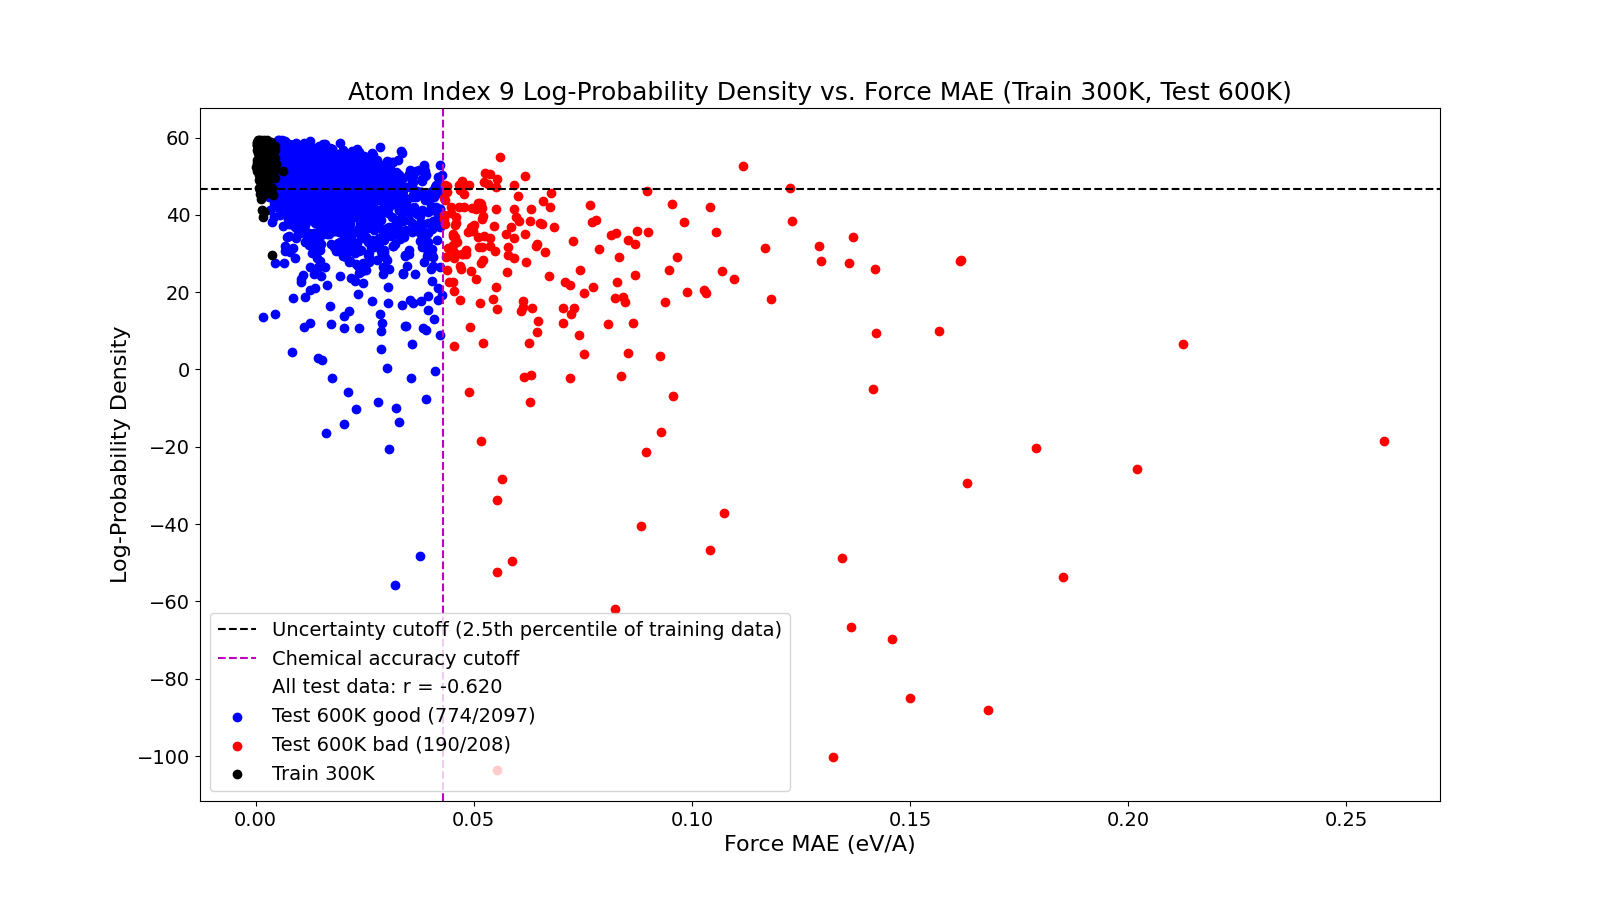 Atom Index 9 Log-Probability Density vs. Force MAE (Train 300K, Test 600K)
Log-Probability Density
60
40
20
0
−20
−40
−60
−80
−100
Uncertainty cutoff (2.5th percentile of training data)
Chemical accuracy cutoff
All test data: r = -0.620
Test 600K good (774/2097)
Test 600K bad (190/208)
Train 300K
0.00 0.05 0.10 0.15 0.20 0.25
Force MAE (eV/A)